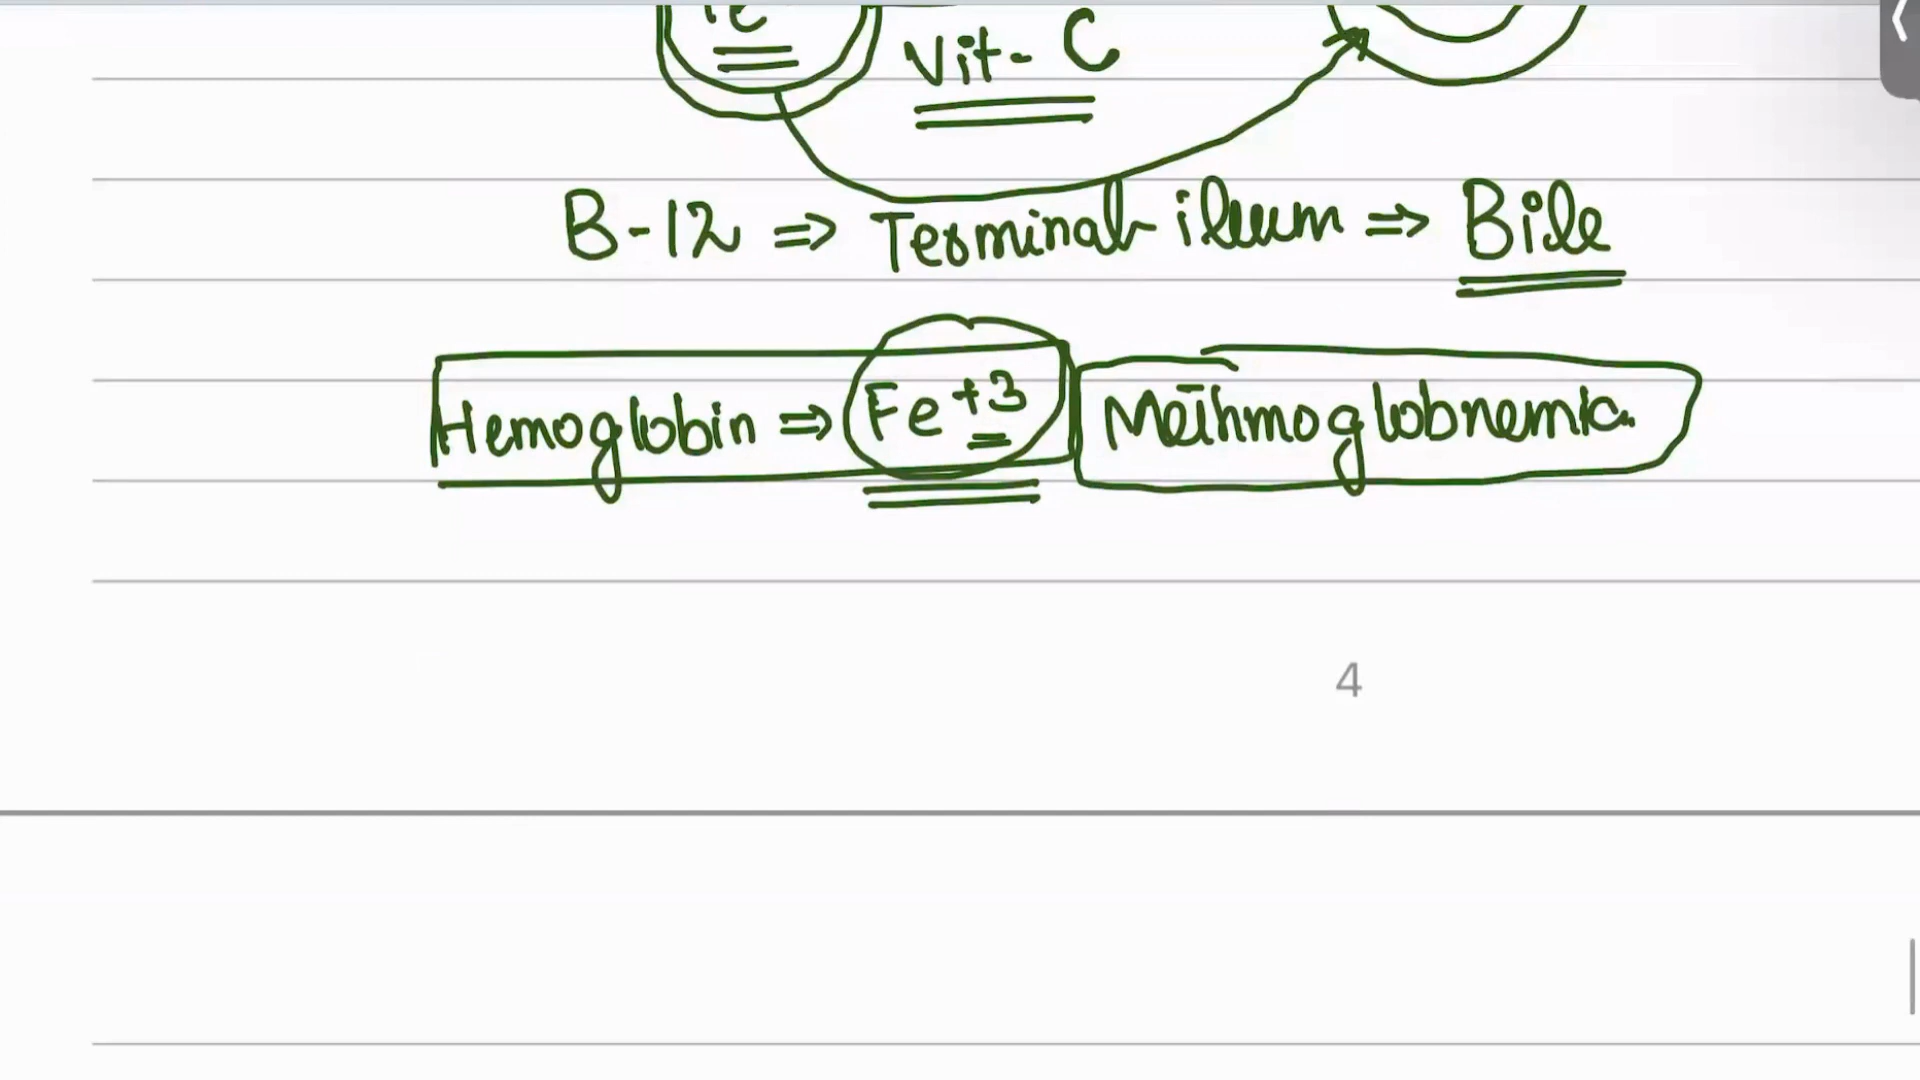 Vit- C
B-12 ⇒ Terminal ileum ⇒ Bile
Hemoglobin ⇒ Fe+3 Methmoglobnemia
4